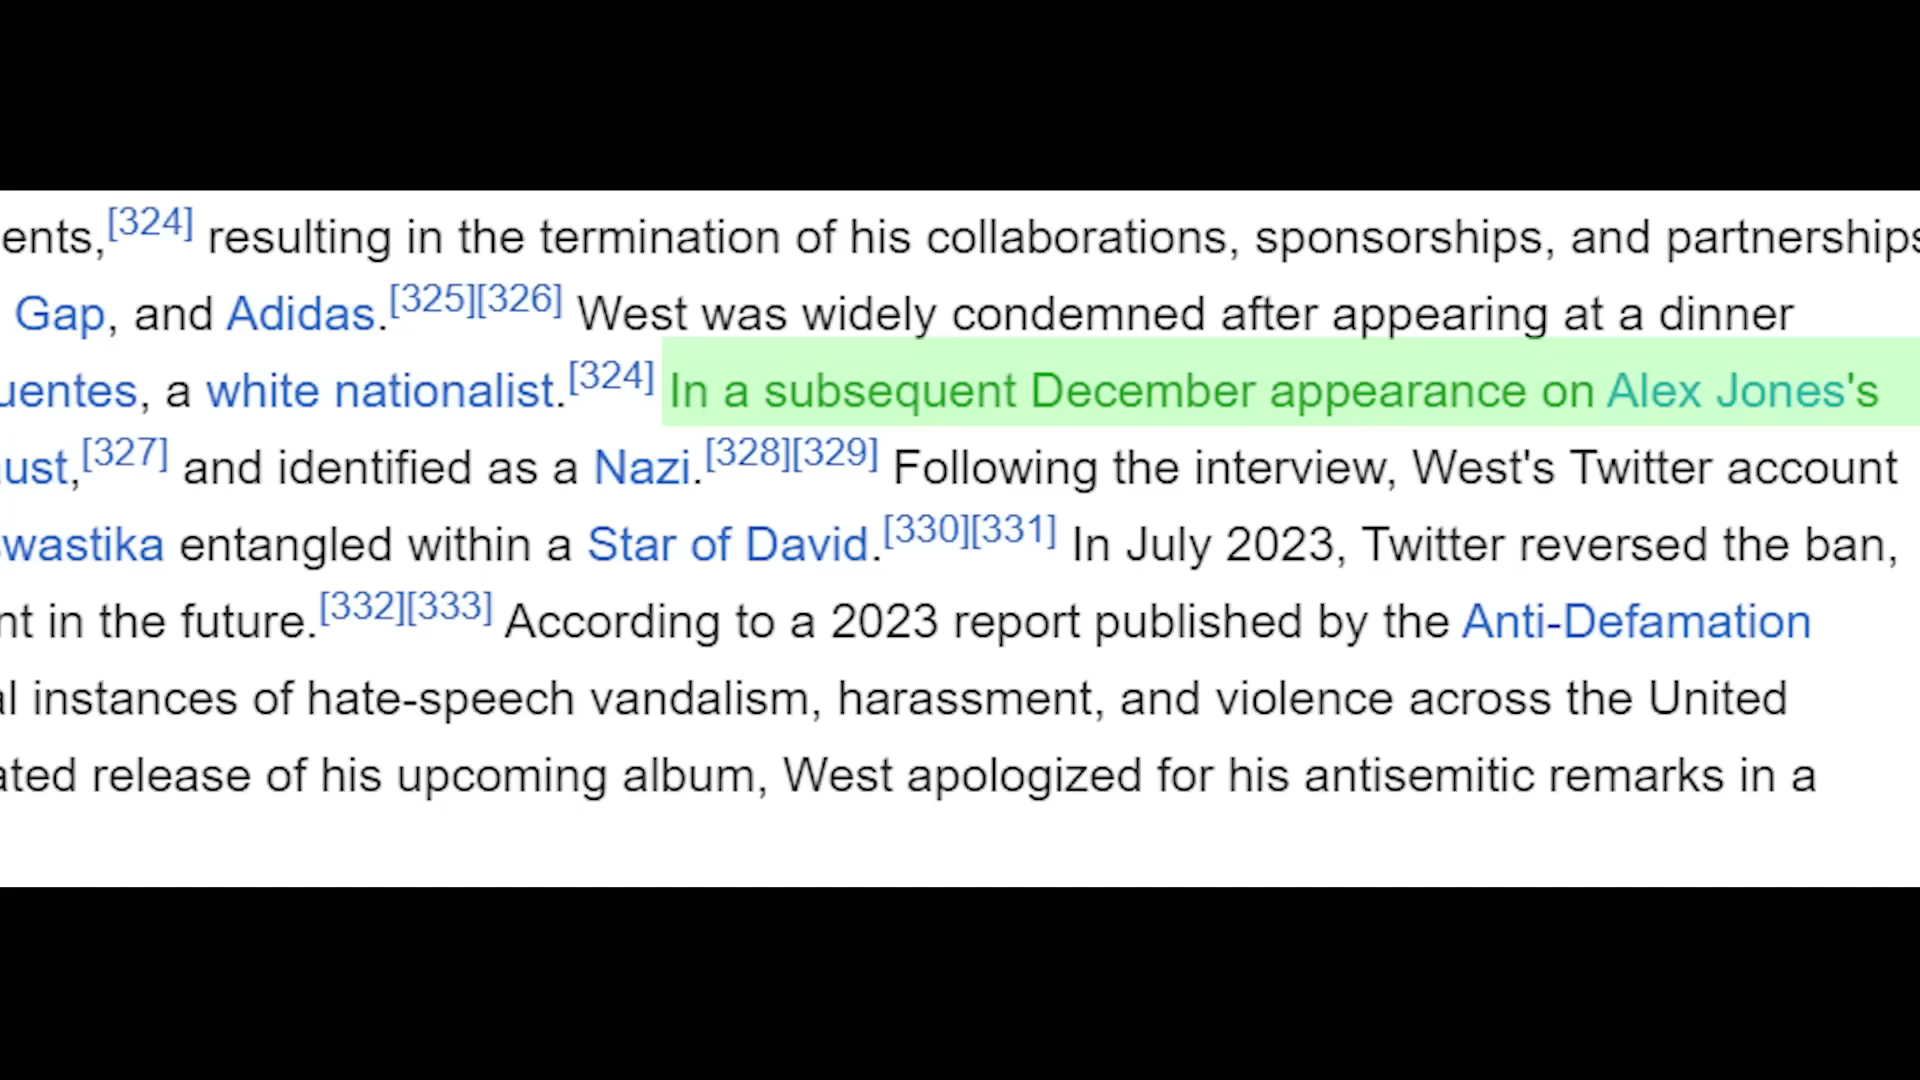 ents,[324] resulting in the termination of his collaborations, sponsorships, and partnerships
Gap, and Adidas.[325][326] West was widely condemned after appearing at a dinner
uentes, a white nationalist.[324] In a subsequent December appearance on Alex Jones's
ust,[327] and identified as a Nazi.[328][329] Following the interview, West's Twitter account
wastika entangled within a Star of David.[330][331] In July 2023, Twitter reversed the ban,
nt in the future.[332][333] According to a 2023 report published by the Anti-Defamation
al instances of hate-speech vandalism, harassment, and violence across the United
ated release of his upcoming album, West apologized for his antisemitic remarks in a